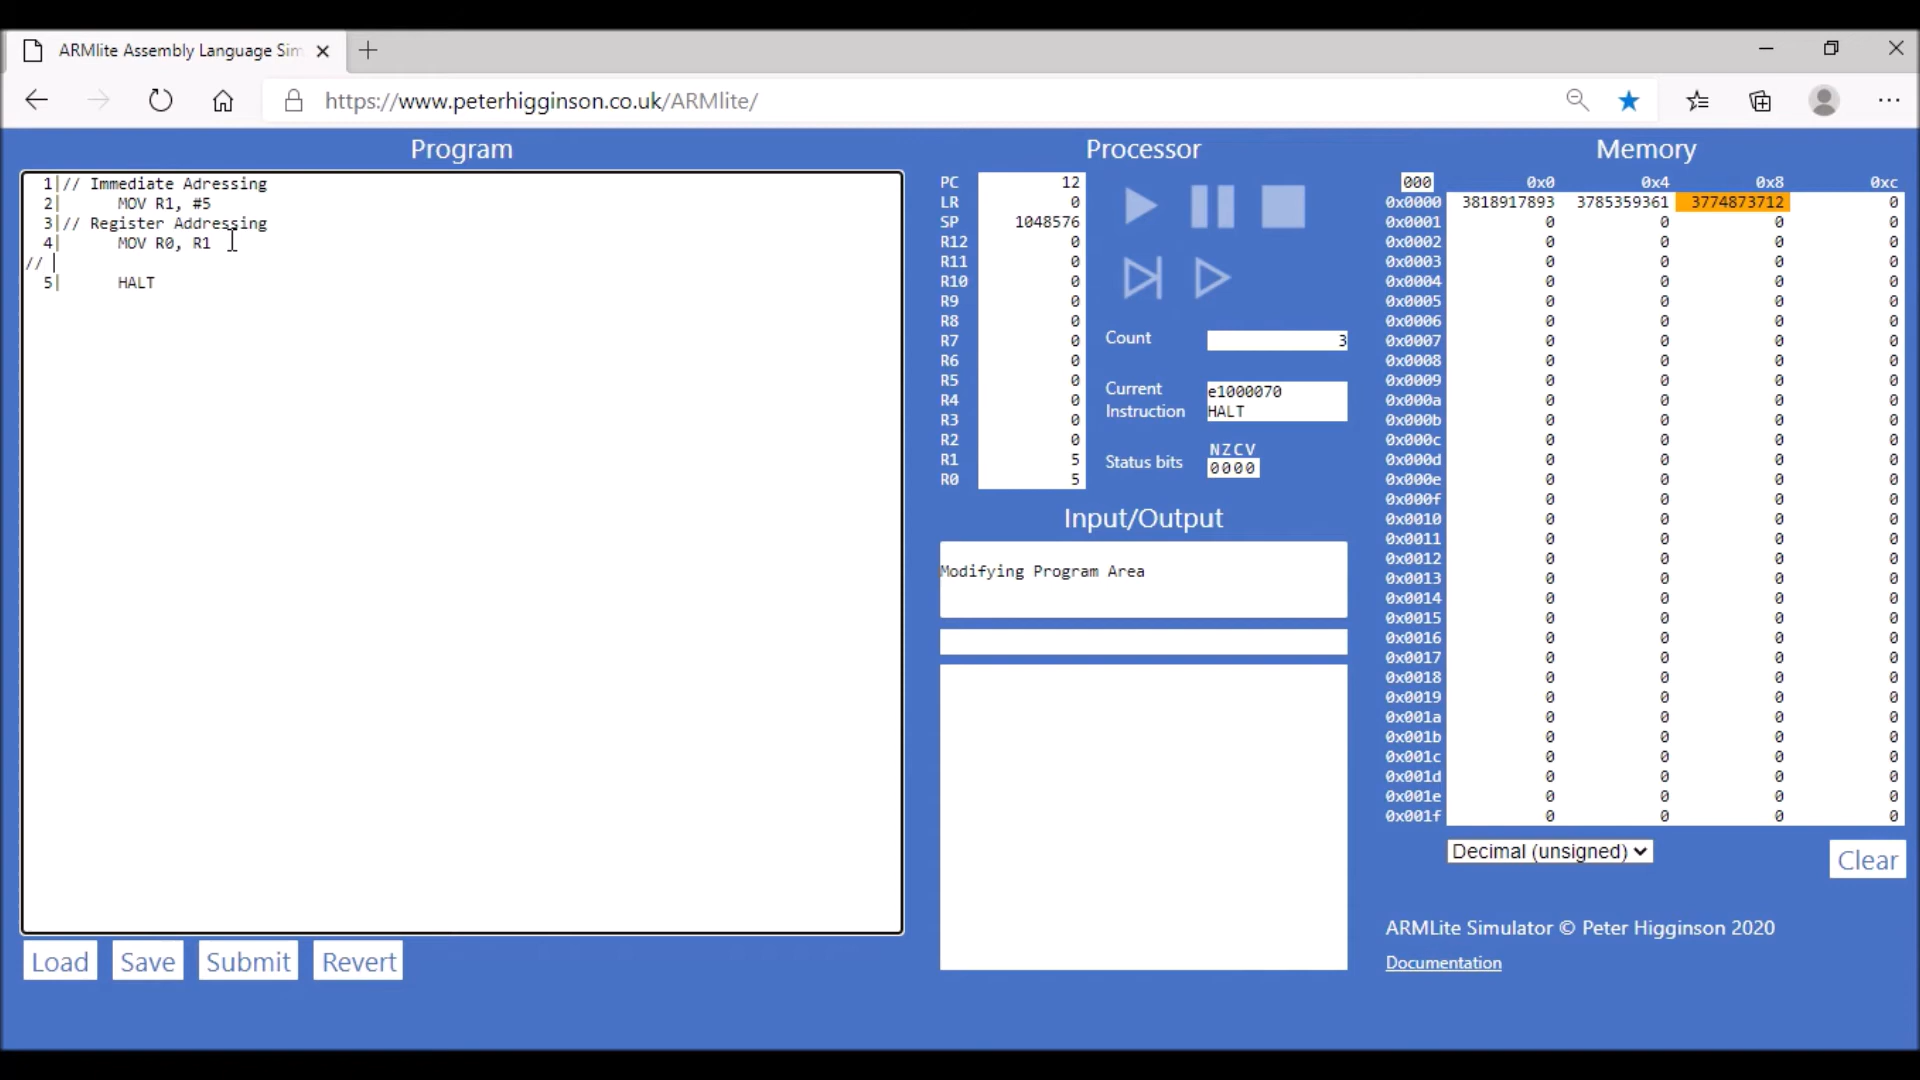 ARMlite Assembly Language Sim
https://www.peterhigginson.co.uk/ARMlite/
Program
1|// Immediate Adressing
2| MOV R1, #5
3|// Register Addressing
4| MOV R0, R1
//
5| HALT
Load Save Submit Revert
Processor
PC 12
LR 0
SP 1048576
R12 0
R11 0
R10 0
R9 0
R8 0
R7 0
R6 0
R5 0
R4 0
R3 0
R2 0
R1 5
R0 5
Count 3
Current Instruction
e1000070
HALT
Status bits
NZCV
0000
Input/Output
Modifying Program Area
Memory
000 0x0 0x4 0x8 0xc
0x0000 3818917893 3785359361 3774873712 0
0x0001 0 0 0 0
0x0002 0 0 0 0
0x0003 0 0 0 0
0x0004 0 0 0 0
0x0005 0 0 0 0
0x0006 0 0 0 0
0x0007 0 0 0 0
0x0008 0 0 0 0
0x0009 0 0 0 0
0x000a 0 0 0 0
0x000b 0 0 0 0
0x000c 0 0 0 0
0x000d 0 0 0 0
0x000e 0 0 0 0
0x000f 0 0 0 0
0x0010 0 0 0 0
0x0011 0 0 0 0
0x0012 0 0 0 0
0x0013 0 0 0 0
0x0014 0 0 0 0
0x0015 0 0 0 0
0x0016 0 0 0 0
0x0017 0 0 0 0
0x0018 0 0 0 0
0x0019 0 0 0 0
0x001a 0 0 0 0
0x001b 0 0 0 0
0x001c 0 0 0 0
0x001d 0 0 0 0
0x001e 0 0 0 0
0x001f 0 0 0 0
Decimal (unsigned)
Clear
ARMLite Simulator © Peter Higginson 2020
Documentation